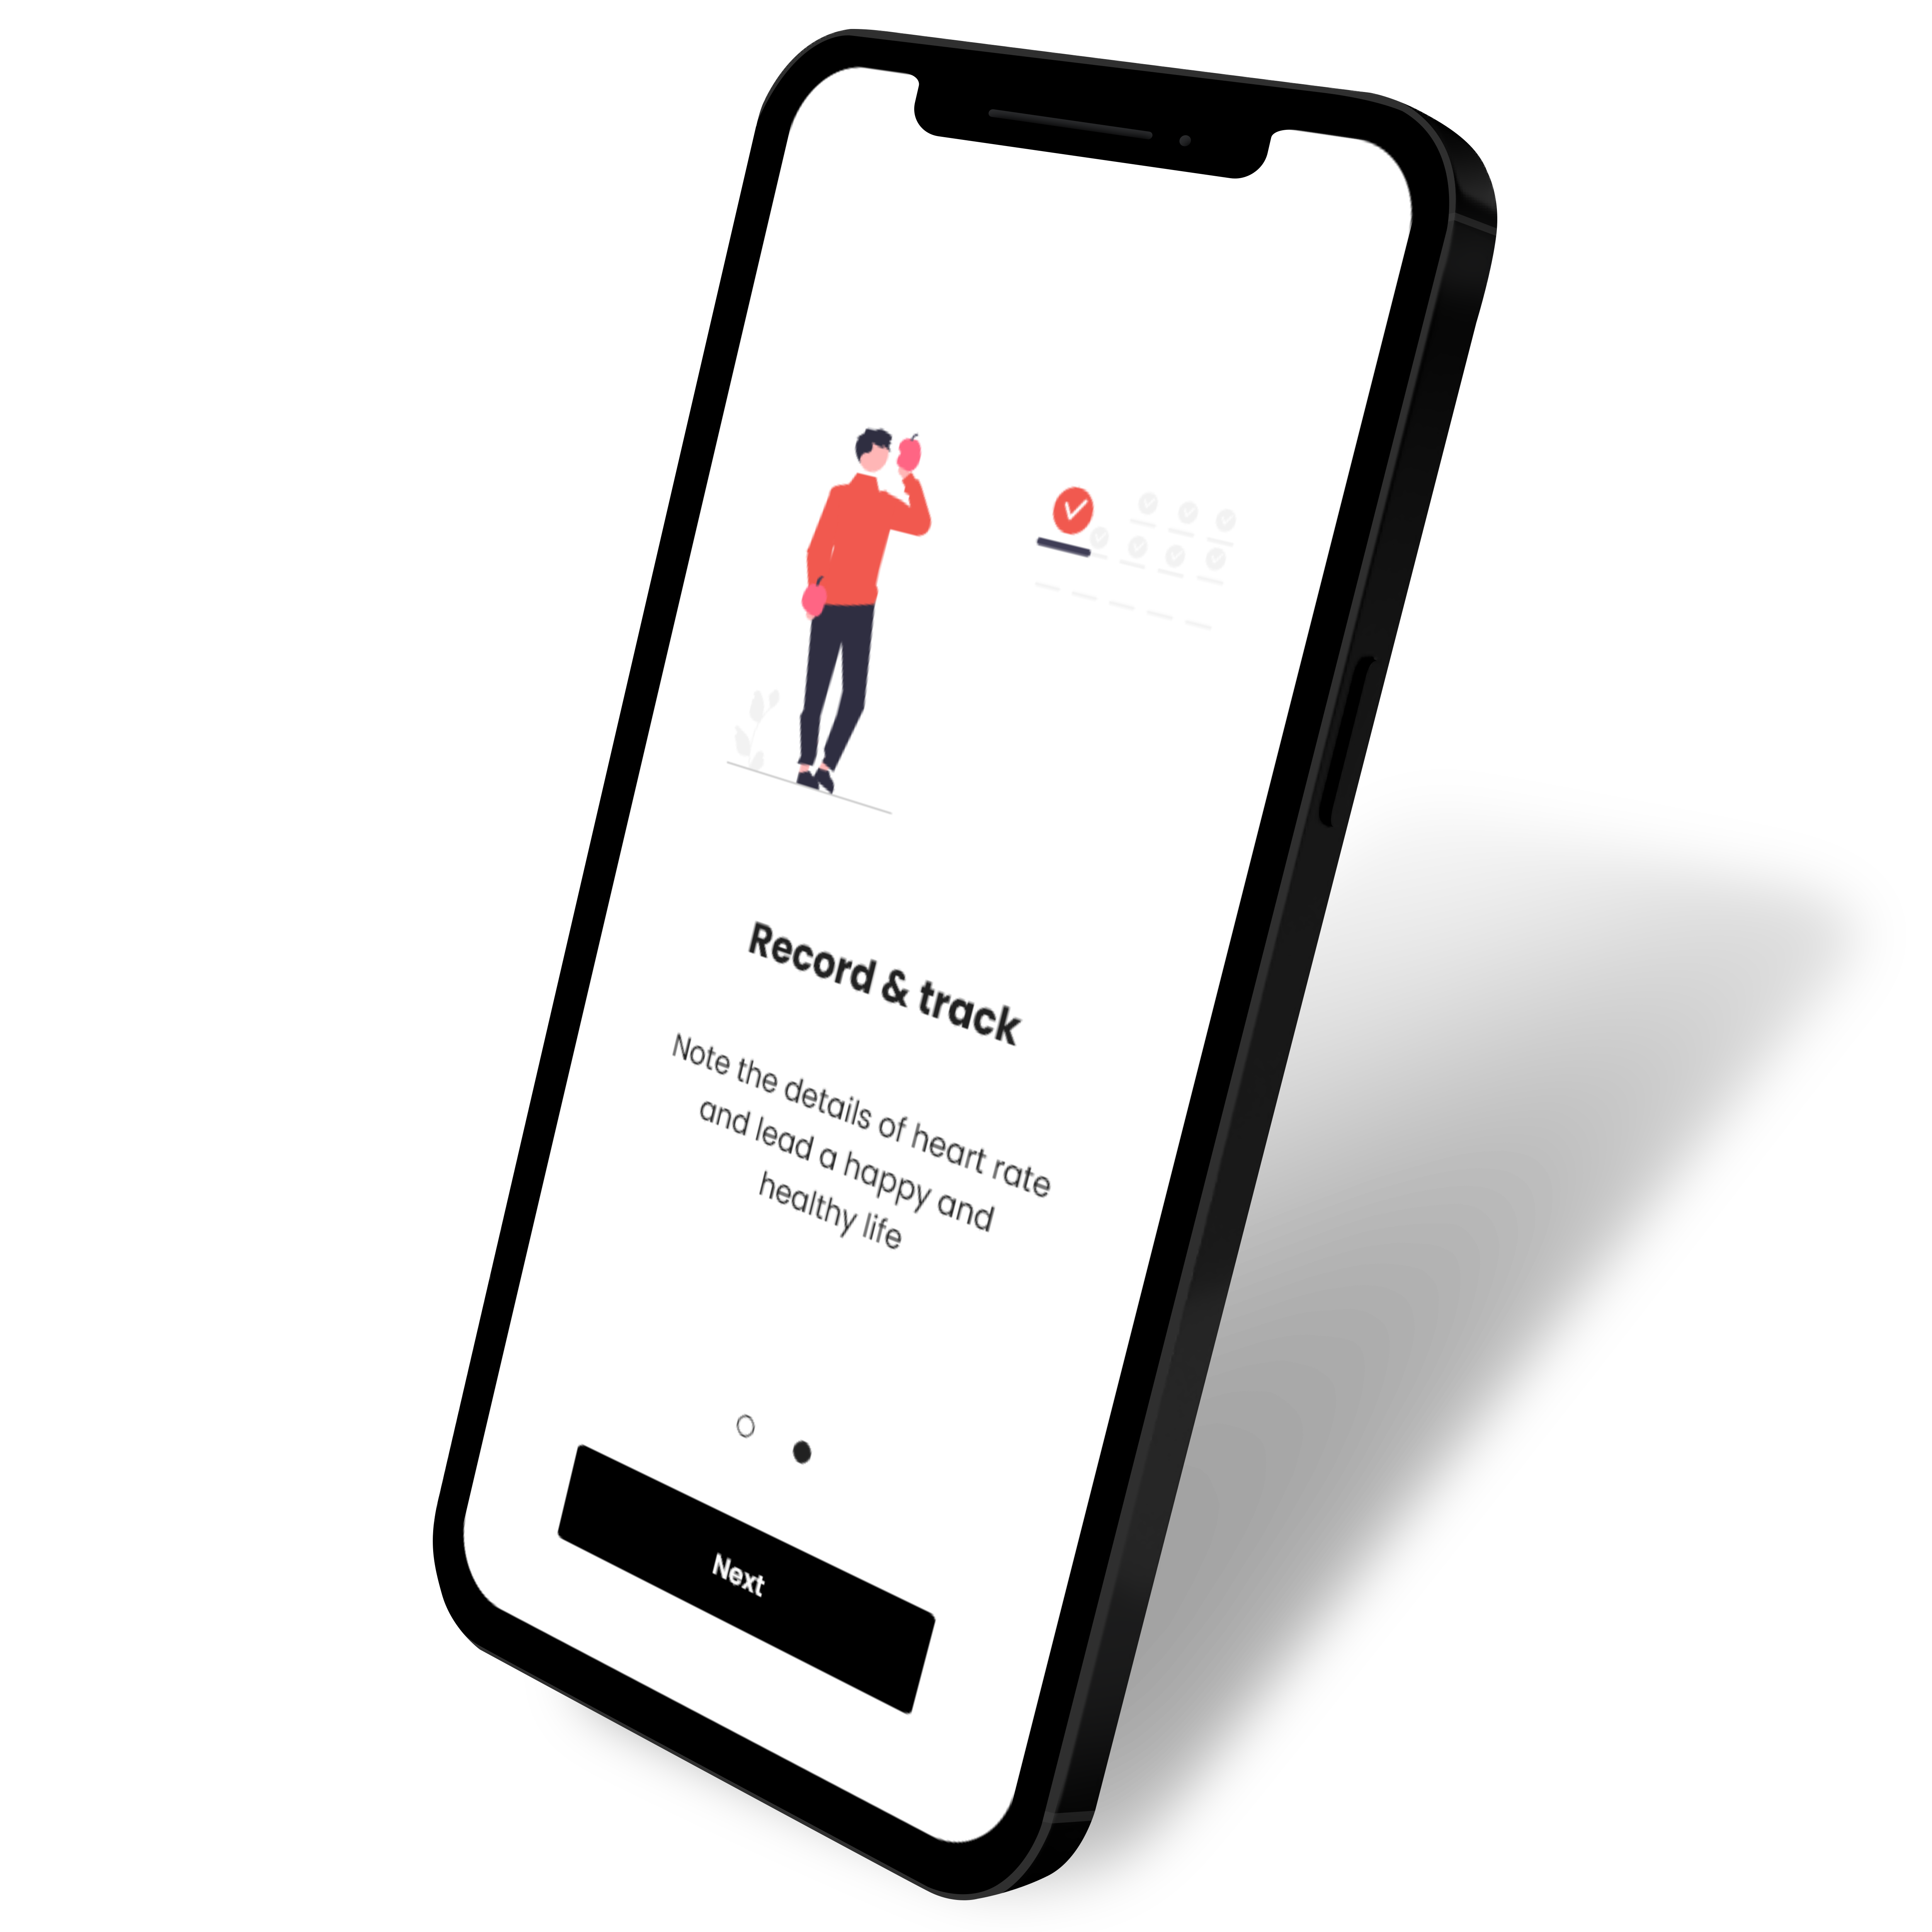 Record & track
Note the details of heart rate
and lead a happy and
healthy life
Next